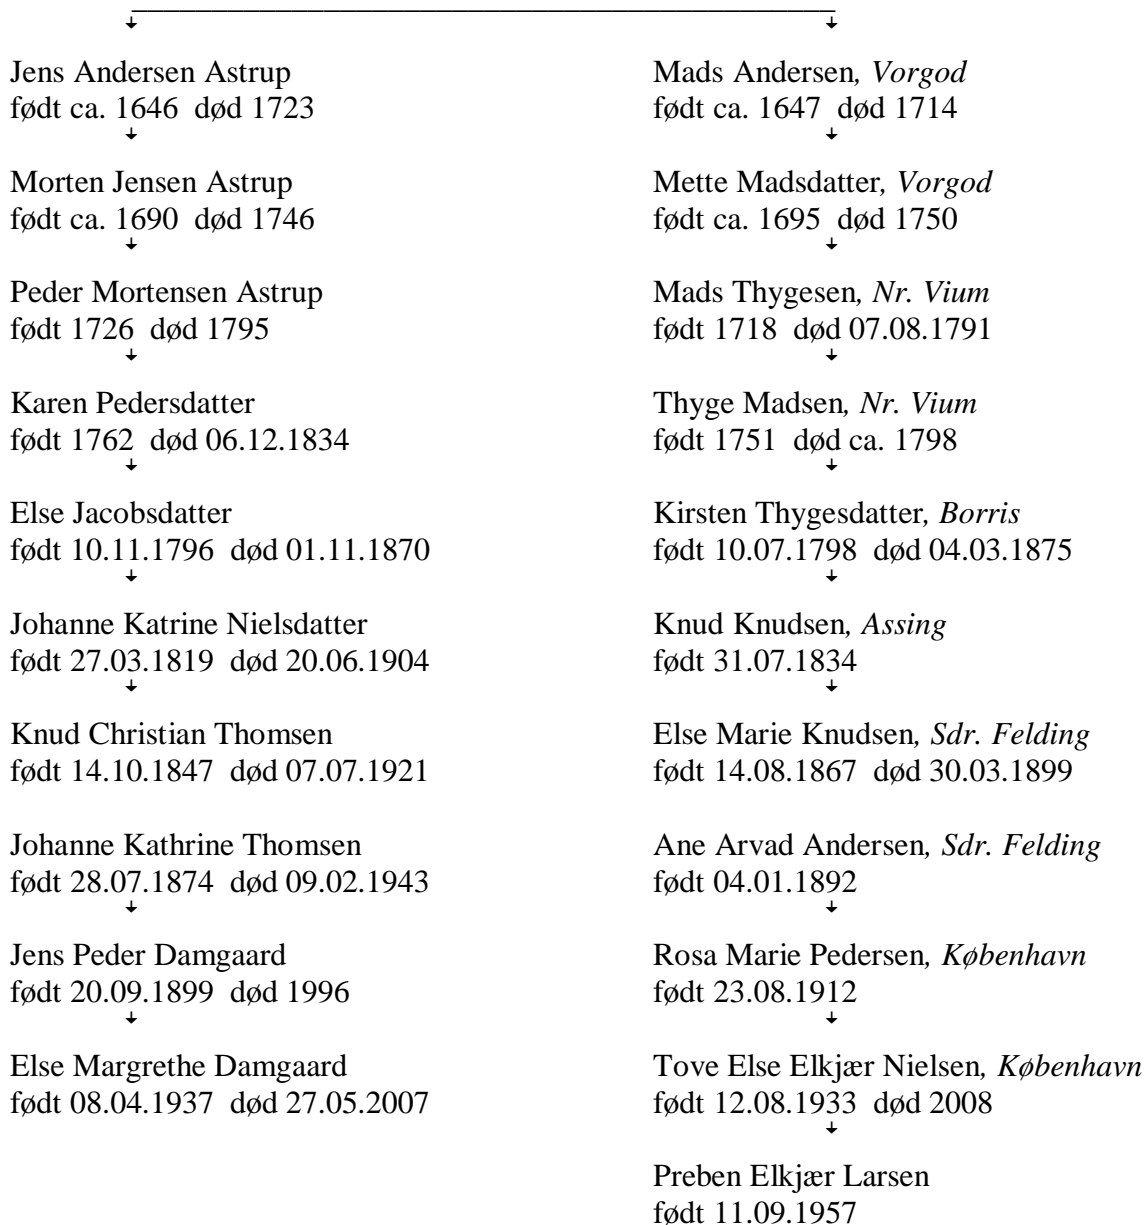 Jens Andersen Astrup
født ca. 1646 død 1723
Morten Jensen Astrup
født ca. 1690 død 1746
Peder Mortensen Astrup
født 1726 død 1795
Karen Pedersdatter
født 1762 død 06.12.1834
Else Jacobsdatter
født 10.11.1796 død 01.11.1870
Johanne Katrine Nielsdatter
født 27.03.1819 død 20.06.1904
Knud Christian Thomsen
født 14.10.1847 død 07.07.1921
Johanne Kathrine Thomsen
født 28.07.1874 død 09.02.1943
Jens Peder Damgaard
født 20.09.1899 død 1996
Else Margrethe Damgaard
født 08.04.1937 død 27.05.2007
Mads Andersen, Vorgod
født ca. 1647 død 1714
Mette Madsdatter, Vorgod
født ca. 1695 død 1750
Mads Thygesen, Nr. Vium
født 1718 død 07.08.1791
Thyge Madsen, Nr. Vium
født 1751 død ca. 1798
Kirsten Thygesdatter, Borris
født 10.07.1798 død 04.03.1875
Knud Knudsen, Assing
født 31.07.1834
Else Marie Knudsen, Sdr. Felding
født 14.08.1867 død 30.03.1899
Ane Arvad Andersen, Sdr. Felding
født 04.01.1892
Rosa Marie Pedersen, København
født 23.08.1912
Tove Else Elkjær Nielsen, København
født 12.08.1933 død 2008
Preben Elkjær Larsen
født 11.09.1957